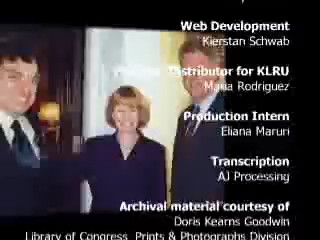 Web Development
Kierstan Schwab
Distributor for KLRU
Maria Rodriguez
Production Intern
Eliana Maruri
Transcription
AJ Processing
Archival material courtesy of
Doris Kearns Goodwin
Library of Congress, Prints & Photographs Division